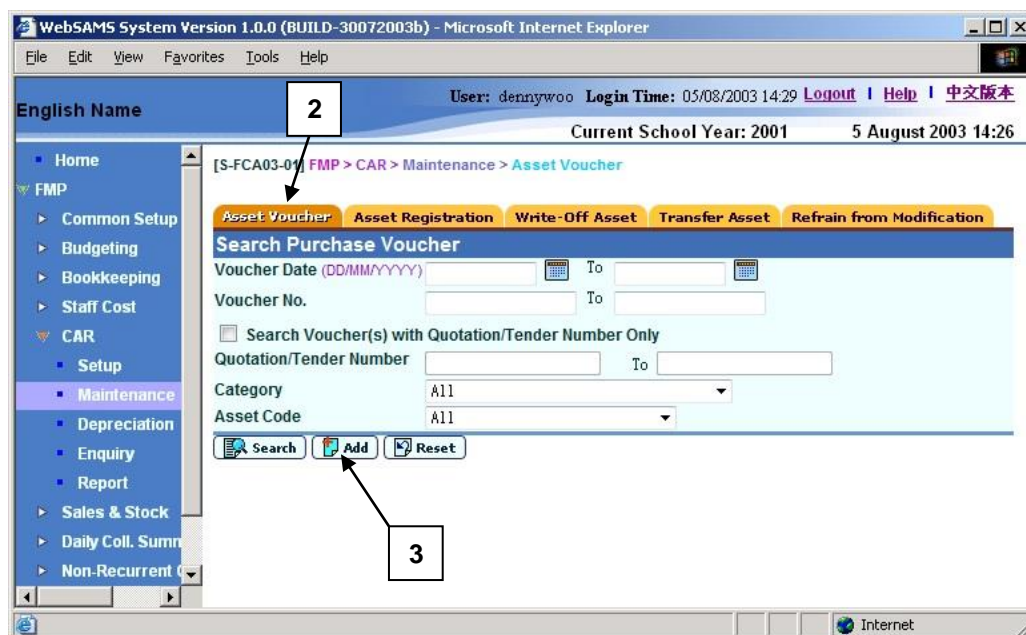 WebSAMS System Version 1.0.0 (BUILD-30072003b) - Microsoft Internet Explorer
File Edit View Favorites Tools Help
English Name
User: dennywoo Login Time: 05/08/2003 14:29 Logout | Help | 中文版本
2
Current School Year: 2001 5 August 2003 14:26
Home
FMP
Common Setup
Budgeting
Bookkeeping
Staff Cost
CAR
Setup
Maintenance
Depreciation
Enquiry
Report
Sales & Stock
Daily Coll. Summ
Non-Recurrent
[S-FCA03-01] FMP > CAR > Maintenance > Asset Voucher
Asset Voucher Asset Registration Write-Off Asset Transfer Asset Refrain from Modification
Search Purchase Voucher
Voucher Date (DD/MM/YYYY) To
Voucher No. To
Search Voucher(s) with Quotation/Tender Number Only
Quotation/Tender Number To
Category All
Asset Code All
Search Add Reset
3
Internet